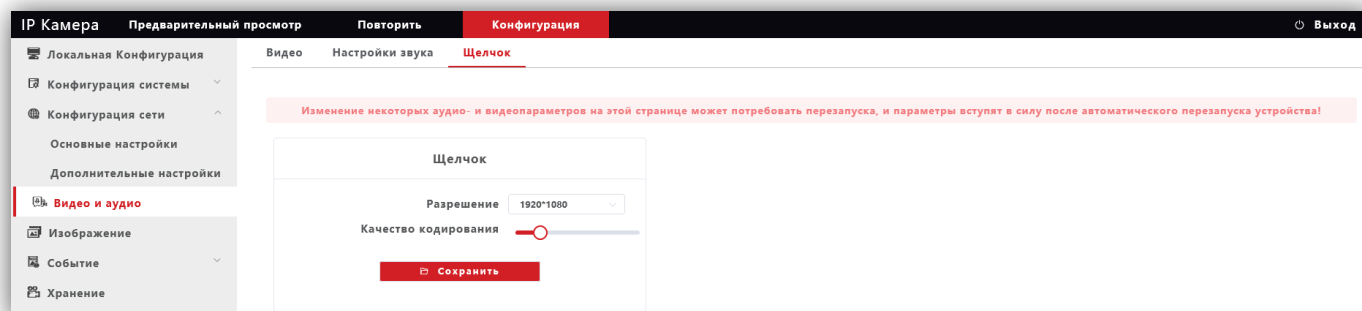 IP Камера Предварительный просмотр Повторить Конфигурация Выход
Локальная Конфигурация
Конфигурация системы
Конфигурация сети
Основные настройки
Дополнительные настройки
Видео и аудио
Изображение
Событие
Хранение
Видео Настройки звука Щелчок
Изменение некоторых аудио- и видеопараметров на этой странице может потребовать перезапуска, и параметры вступят в силу после автоматического перезапуска устройства!
Щелчок
Разрешение 1920*1080
Качество кодирования
Сохранить